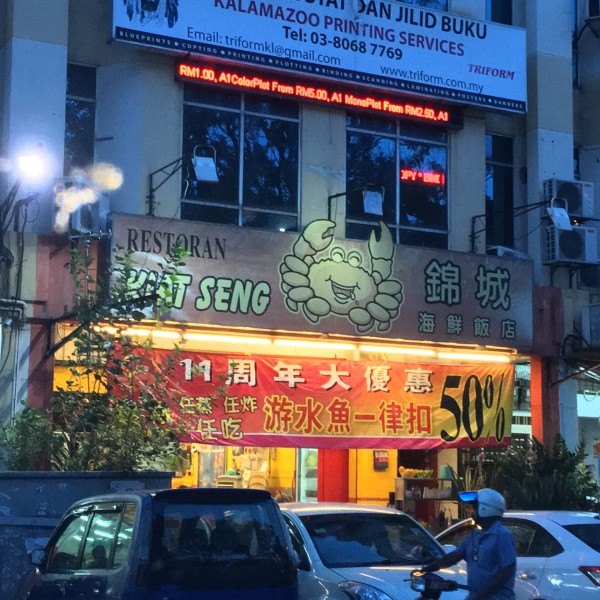 DAN JILID BUKU
KALAMAZOO PRINTING SERVICES
Tel: 03-8068 7769
Email: triformkl@gmail.com
www.triform.com.my
TRIFORM
BLUEPRINTS • COPYING • PRINTING • PLOTTING • BINDING • SCANNING • LAMINATING • POSTERS • BANNERS
RM1.00, A1ColorPlot From RM5.00, A1 MonoPlot From RM2.60, A1
RESTORAN
SENG
錦城
海鮮飯店
11周年大優惠
任蒸 任炸
任吃
游水魚一律扣
50%